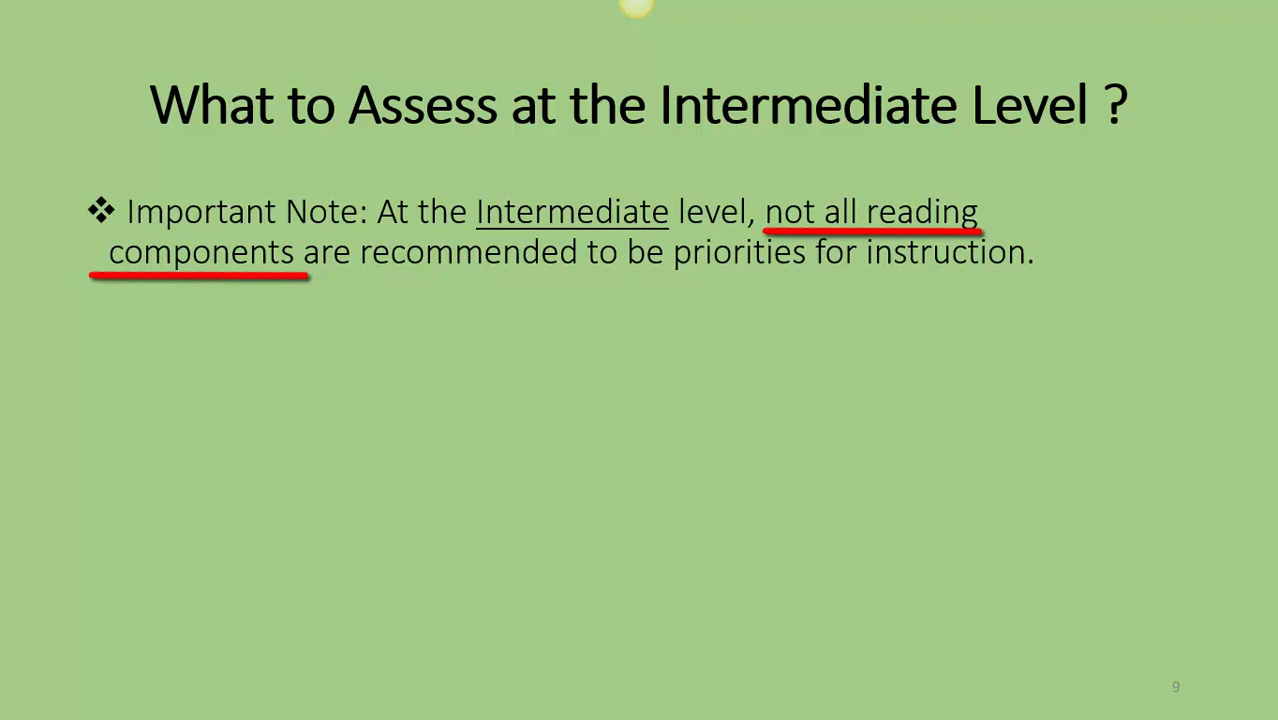 What to Assess at the Intermediate Level ?
❖ Important Note: At the Intermediate level, not all reading
components are recommended to be priorities for instruction.
9